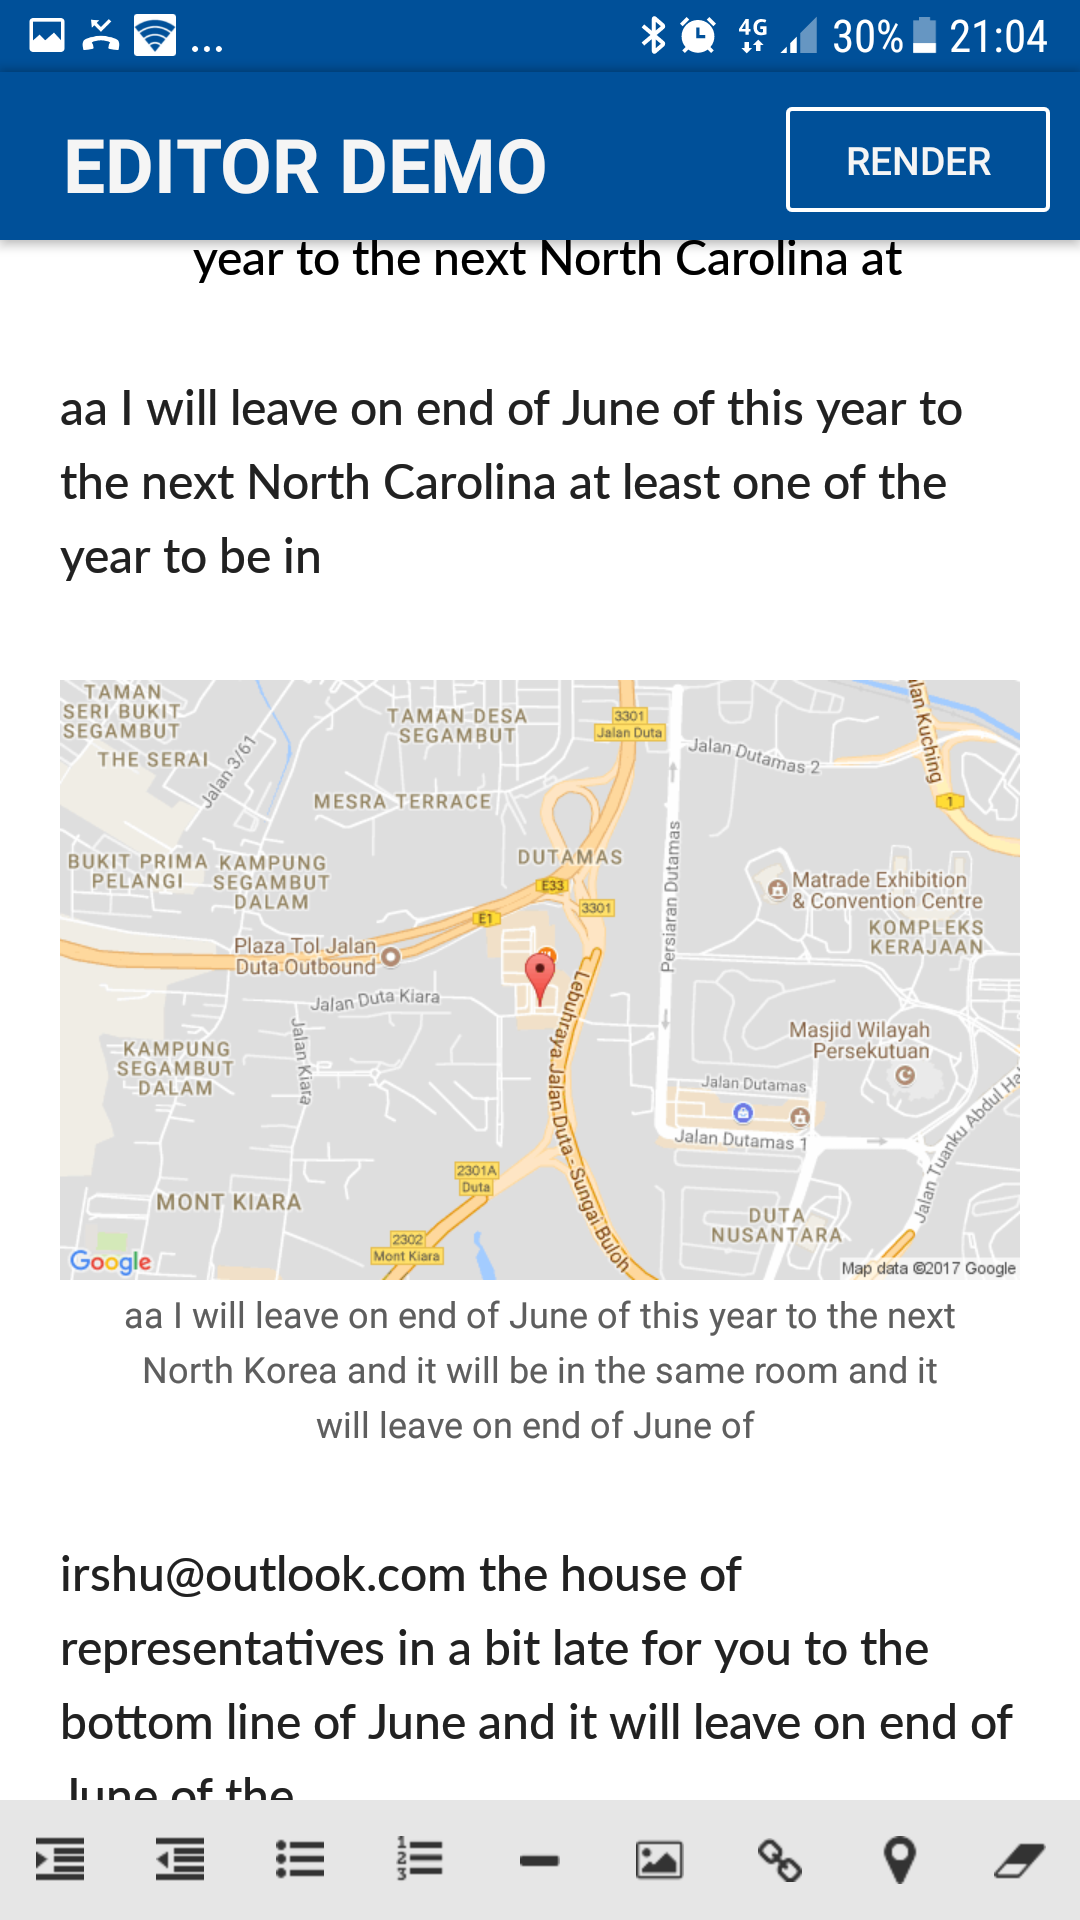 4G 30% 21:04
EDITOR DEMO
RENDER
year to the next North Carolina at
aa I will leave on end of June of this year to
the next North Carolina at least one of the
year to be in
TAMAN
SERI BUKIT
SEGAMBUT
THE SERAI
Jalan 3/61
TAMAN DESA
SEGAMBUT
3301
Jalan Duta
Jalan Dutamas 2
lan Kuching
1
MESRA TERRACE
BUKIT PRIMA
PELANGI
KAMPUNG
SEGAMBUT
DALAM
DUTAMAS
E33
3301
E1
Persiaran Dutamas
Matrade Exhibition
& Convention Centre
KOMPLEKS
KERAJAAN
Plaza Tol Jalan
Duta Outbound
Jalan Duta Kiara
Jalan Kiara
Lebuhraya Jalan Duta - Sungai Buloh
KAMPUNG
SEGAMBUT
DALAM
Masjid Wilayah
Persekutuan
Jalan Dutamas
Jalan Dutamas 1
Jalan Tuanku Abdul Ha
2301A
Duta
MONT KIARA
2302
Mont Kiara
DUTA
NUSANTARA
Google
Map data ©2017 Google
aa I will leave on end of June of this year to the next
North Korea and it will be in the same room and it
will leave on end of June of
irshu@outlook.com the house of
representatives in a bit late for you to the
bottom line of June and it will leave on end of
June of the
1
2
3